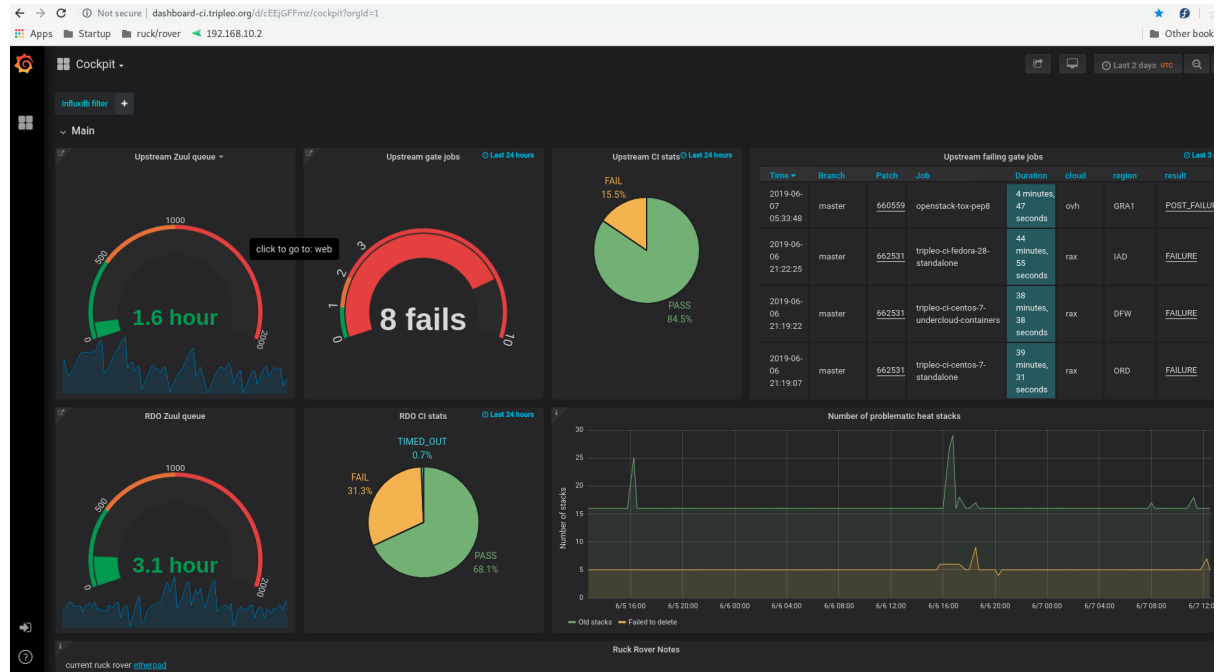 Not secure | dashboard-ci.tripleo.org/d/cEEjGFFmz/cockpit?orgId=1
Apps Startup ruck/rover 192.168.10.2 Other book
Cockpit Last 2 days UTC
Influxdb filter +
Main
Upstream Zuul queue
0
500
1000
2000
1.6 hour
click to go to: web
Upstream gate jobs Last 24 hours
0
1
2
3
10
8 fails
Upstream CI stats Last 24 hours
FAIL
15.5%
PASS
84.5%
Upstream failing gate jobs Last 3
Time Branch Patch Job Duration cloud region result
2019-06-07 05:33:48 master 660559 openstack-tox-pep8 4 minutes, 47 seconds ovh GRA1 POST_FAILU
2019-06-06 21:22:25 master 662531 tripleo-ci-fedora-28-standalone 44 minutes, 55 seconds rax IAD FAILURE
2019-06-06 21:19:22 master 662531 tripleo-ci-centos-7-undercloud-containers 38 minutes, 38 seconds rax DFW FAILURE
2019-06-06 21:19:07 master 662531 tripleo-ci-centos-7-standalone 39 minutes, 31 seconds rax ORD FAILURE
RDO Zuul queue
0
500
1000
2000
3.1 hour
RDO CI stats Last 24 hours
TIMED_OUT
0.7%
FAIL
31.3%
PASS
68.1%
Number of problematic heat stacks
Number of stacks
30
25
20
15
10
5
0
6/5 16:00 6/5 20:00 6/6 00:00 6/6 04:00 6/6 08:00 6/6 12:00 6/6 16:00 6/6 20:00 6/7 00:00 6/7 04:00 6/7 08:00 6/7 12:0
Old stacks Failed to delete
Ruck Rover Notes
current ruck rover etherpad